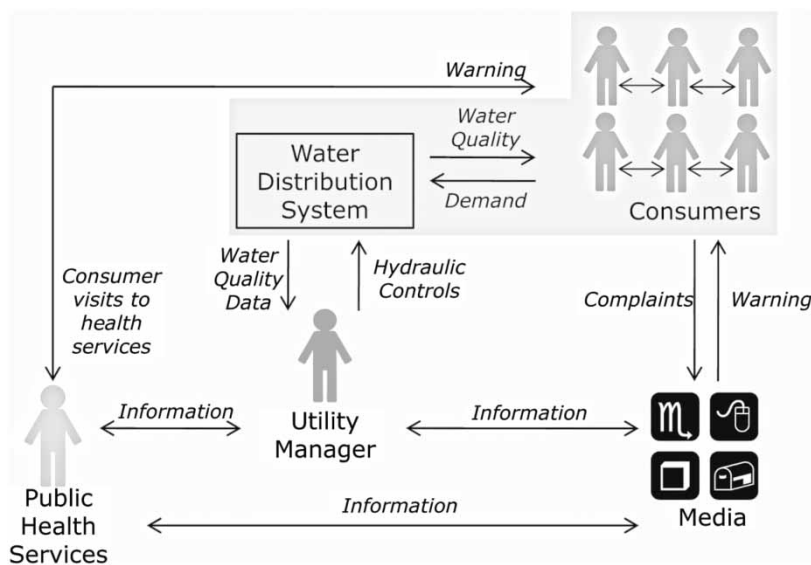 Warning
Water
Quality
Water
Distribution
System
Demand
Consumers
Water
Quality
Data
Hydraulic
Controls
Consumer
visits to
health
services
Complaints
Warning
Information
Utility
Manager
Information
Public
Health
Services
Information
Media